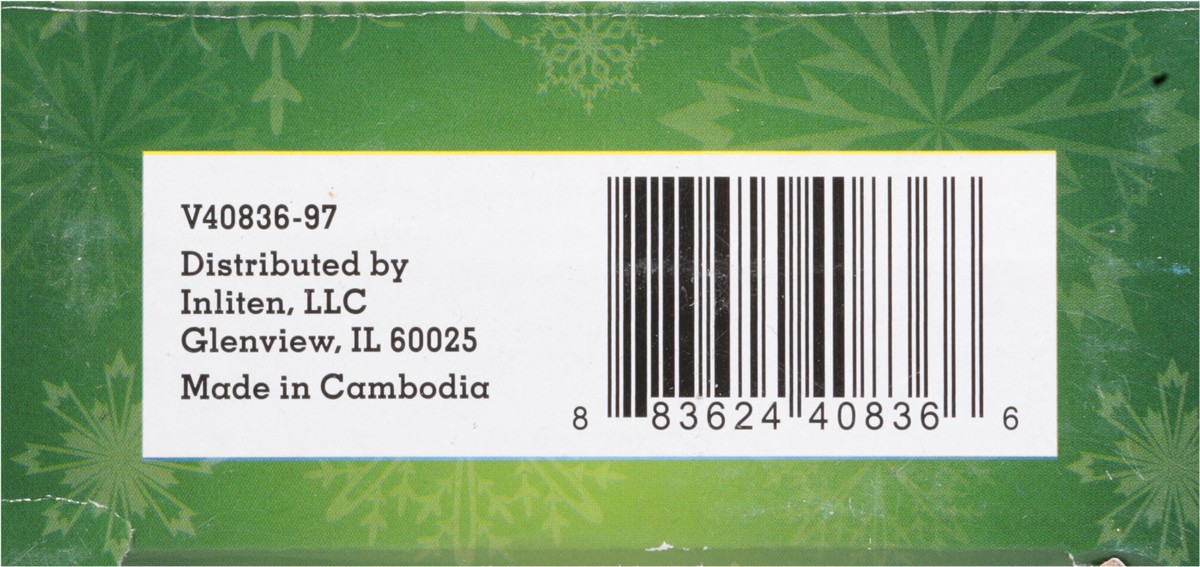 V40836-97
Distributed by
Inliten, LLC
Glenview, IL 60025
Made in Cambodia
8 83624 40836 6